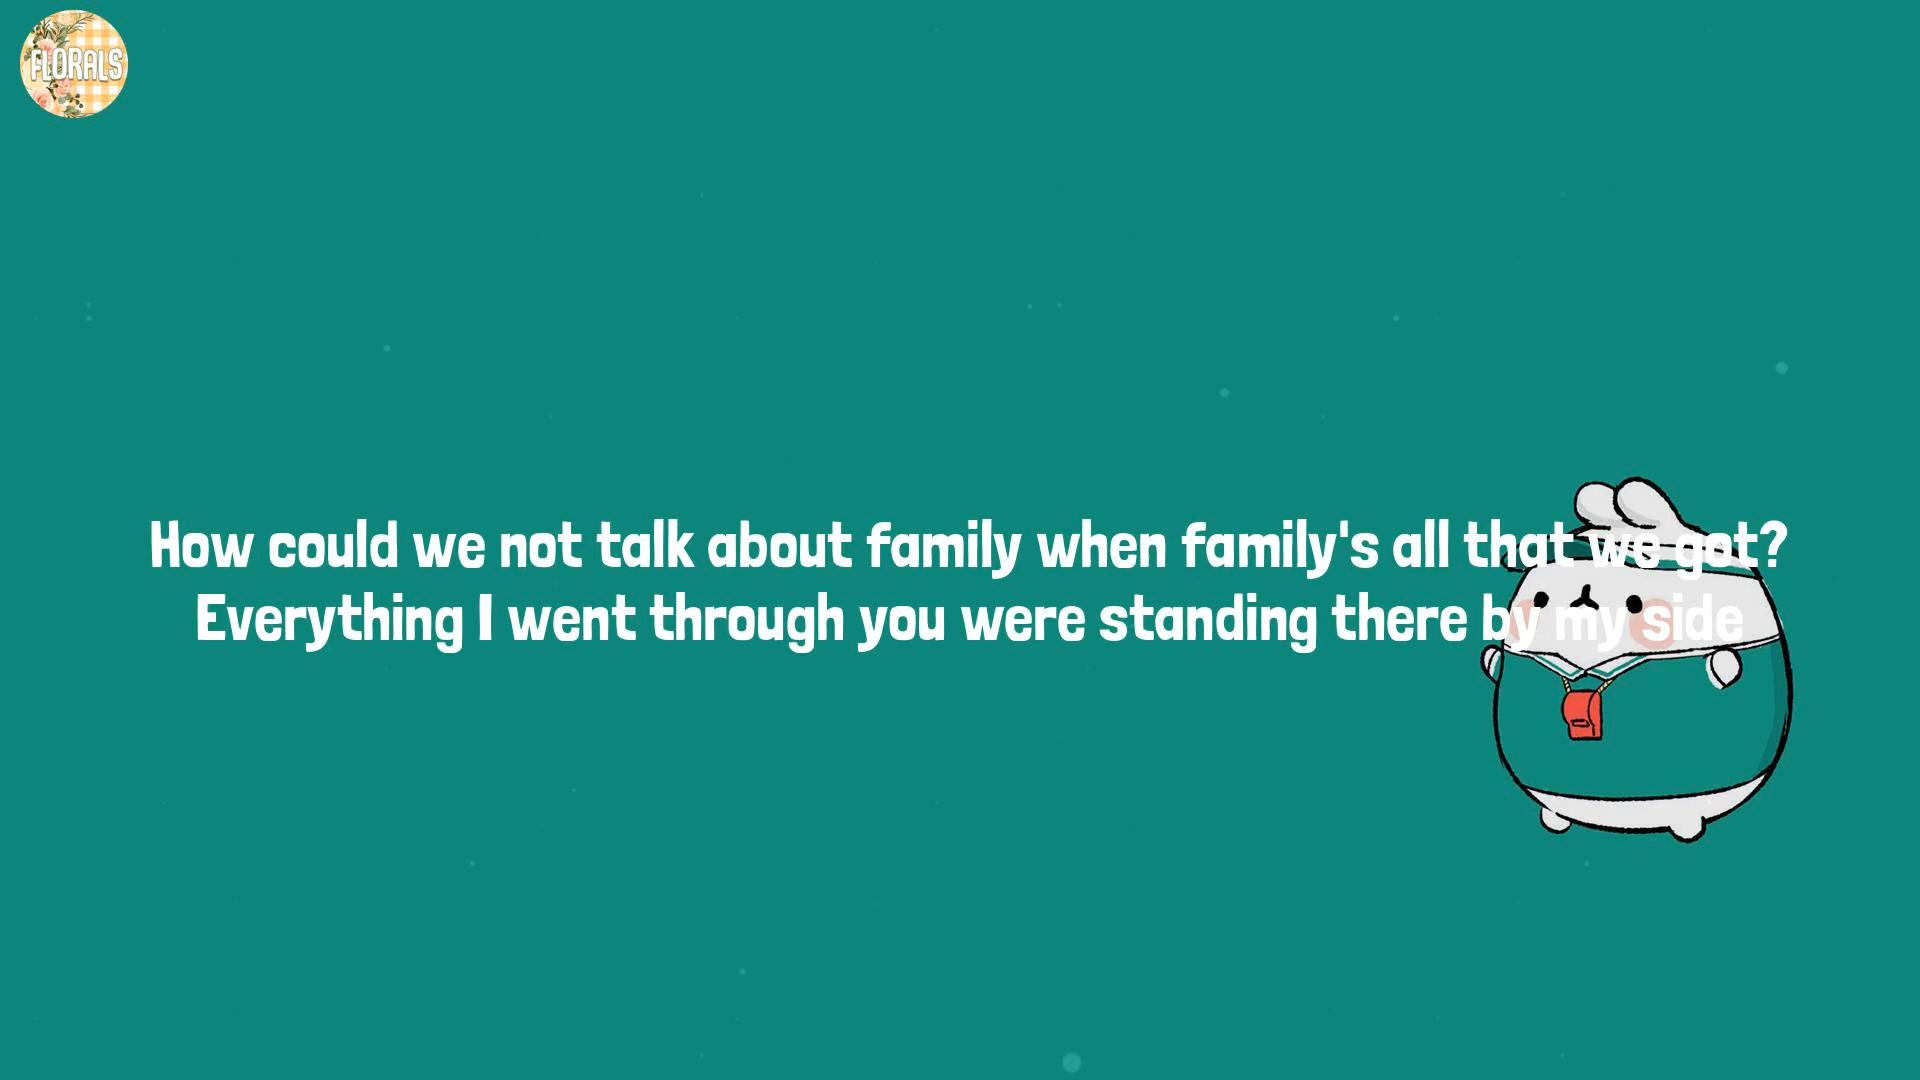 FLORALS
How could we not talk about family when family's all that we got?
Everything I went through you were standing there by my side